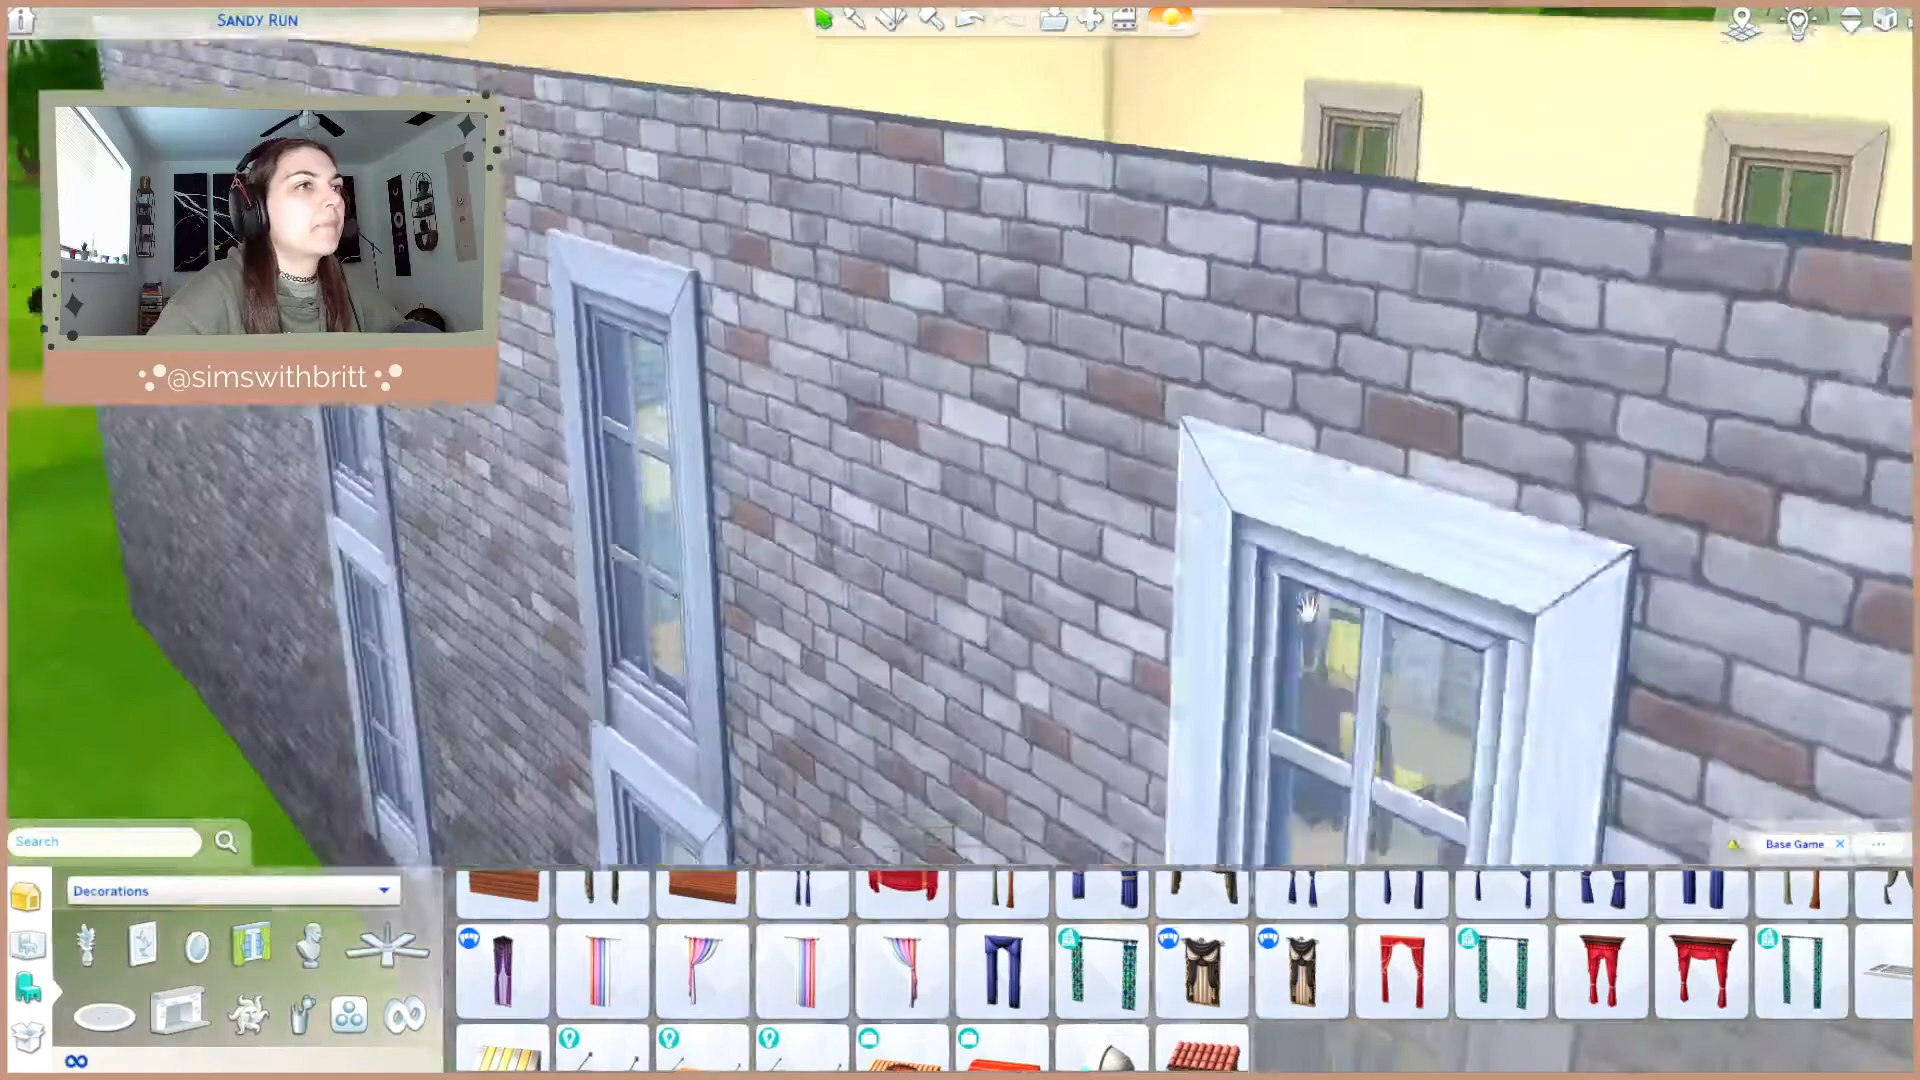 SANDY RUN
@simswithbritt
Search
Base Game
Decorations